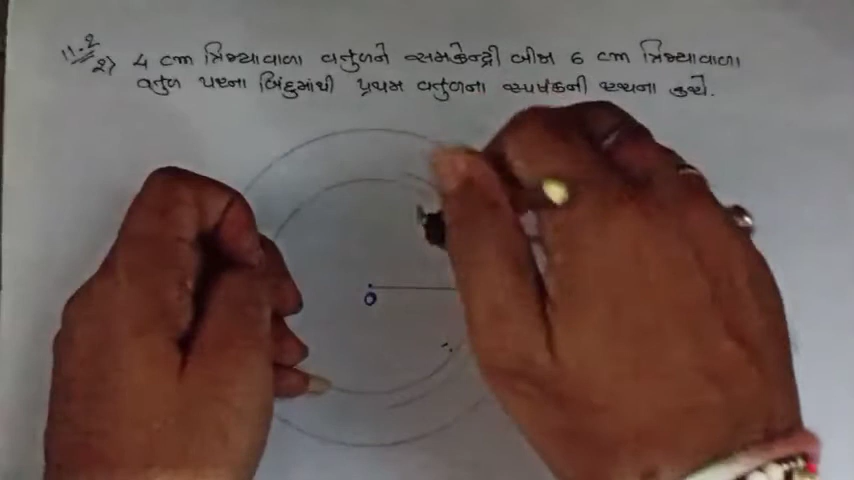 11.2
2) 4 cm ત્રિજ્યાવાળા વર્તુળને સમકેન્દ્રી બીજા 6 cm ત્રિજ્યાવાળા
વર્તુળ પરના બિંદુમાંથી પ્રથમ વર્તુળના સ્પર્શકની રચના કરો.
O